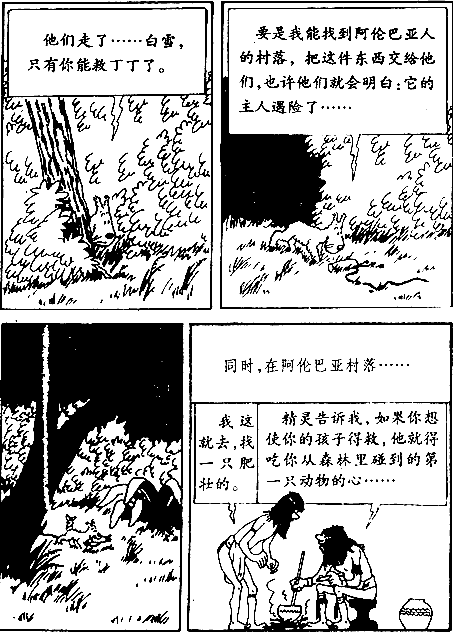 他们走了……白雪，
只有你能救丁丁了。
要是我能找到阿伦巴亚人
的村落，把这件东西交给他
们，也许他们就会明白：它的
主人遇险了……
同时，在阿伦巴亚村落……
我这
就去，找
一只肥
壮的。
精灵告诉我，如果你想
使你的孩子得救，他就得
吃你从森林里碰到的第
一只动物的心……